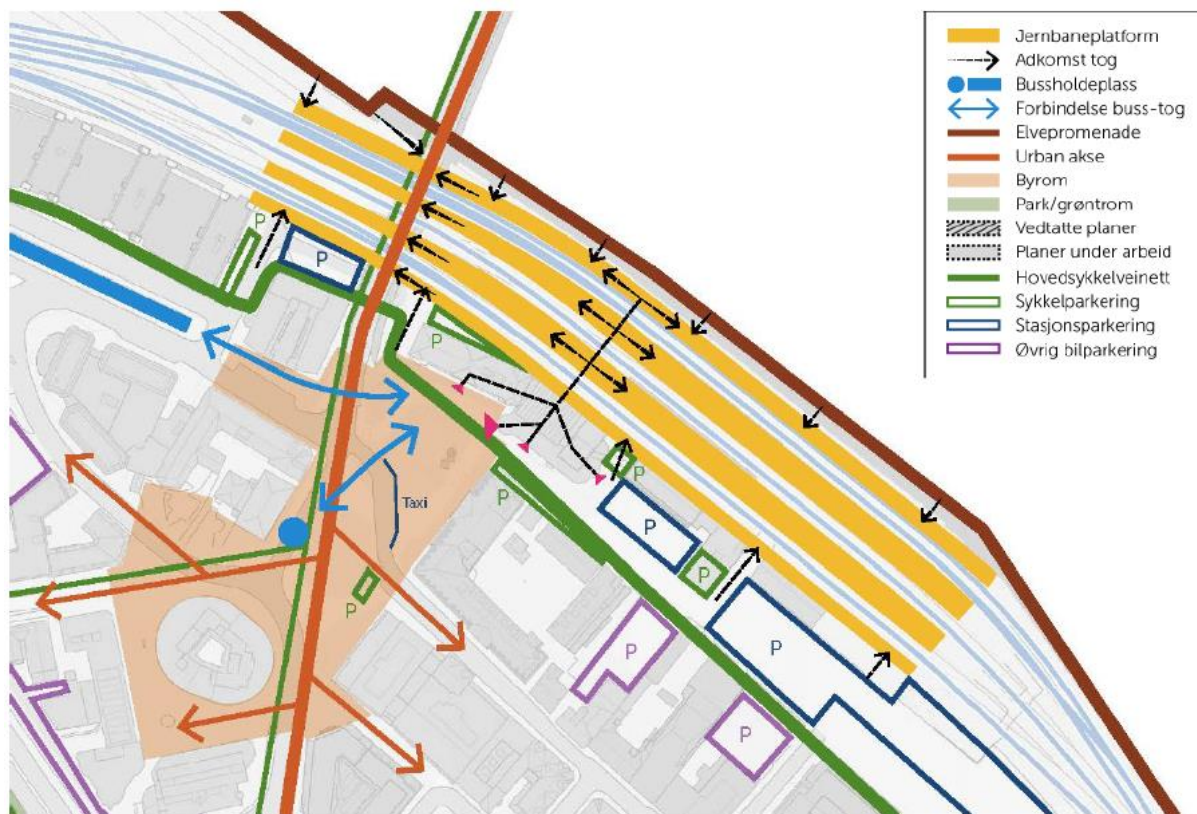 Jernbaneplatform
Adkomst tog
Bussholdeplass
Forbindelse buss-tog
Elvepromenade
Urban akse
Byrom
Park/grøntrom
Vedtatte planer
Planer under arbeid
Hovedsykkelveinett
Sykkelparkering
Stasjonsparkering
Øvrig bilparkering
P
P
P
P
Taxi
P
P
P
P
P
P
P
P